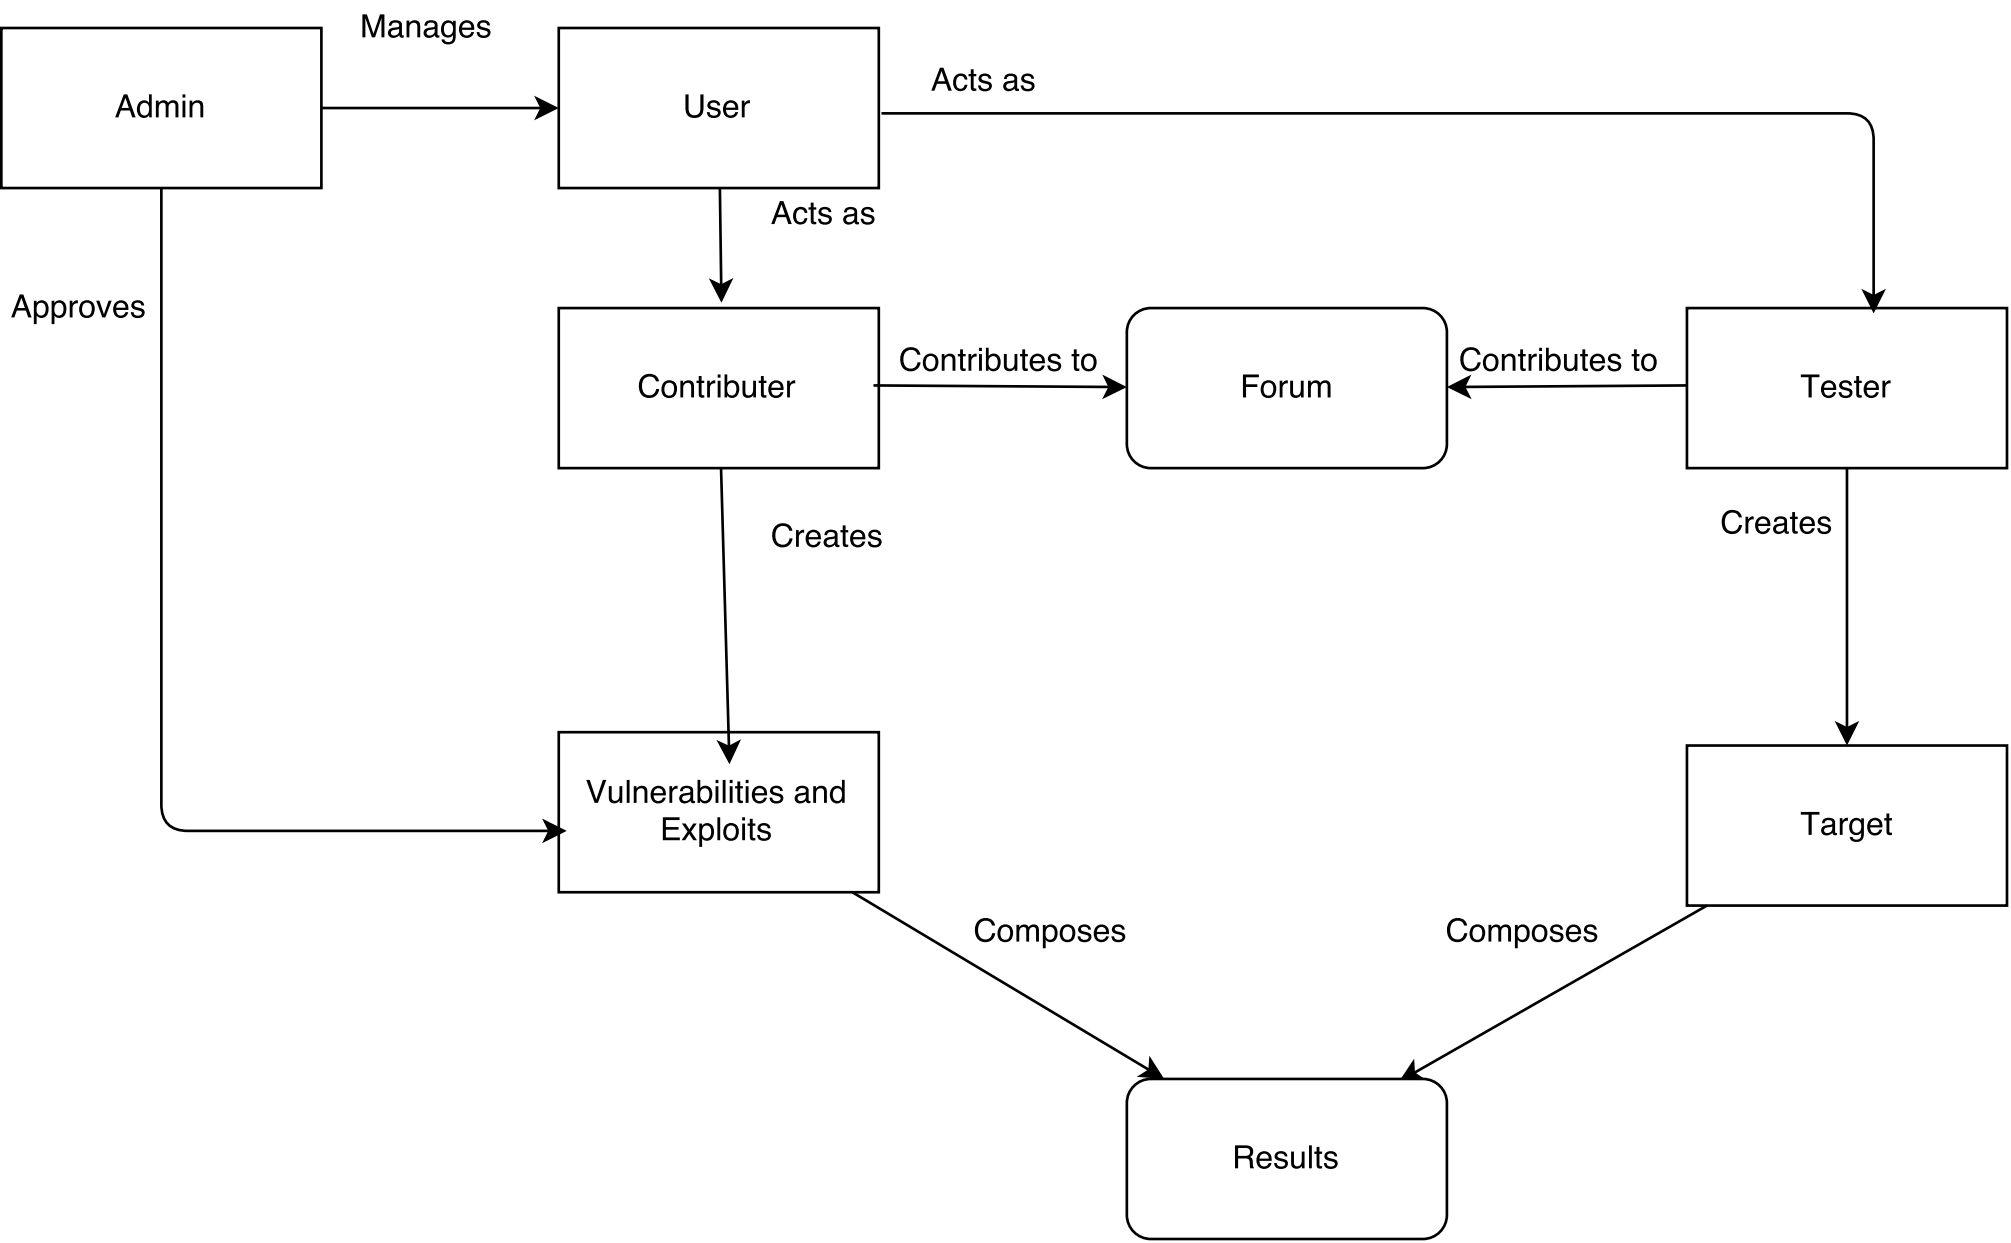 Manages
Admin
User
Acts as
Acts as
Approves
Contributer
Contributes to
Forum
Contributes to
Tester
Creates
Creates
Vulnerabilities and
Exploits
Target
Composes
Composes
Results